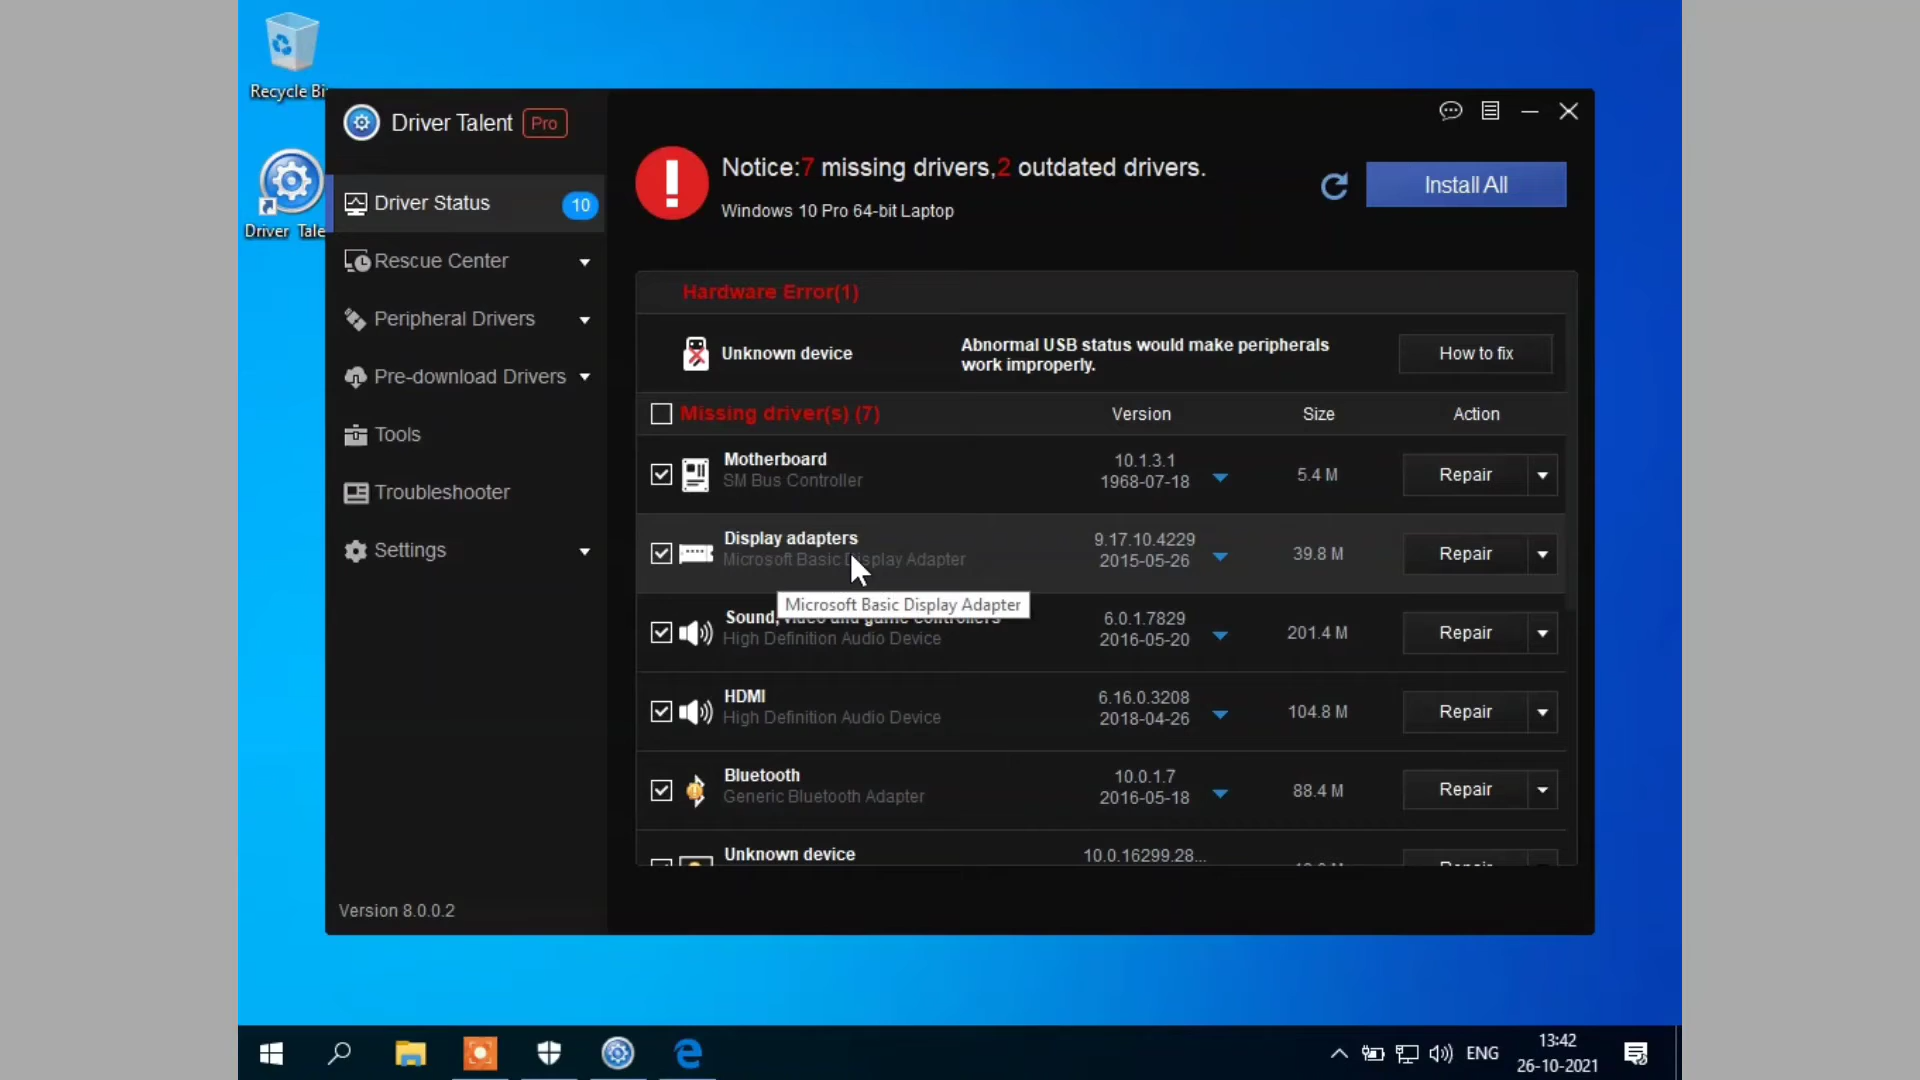 Recycle Bi
Driver Tale
Driver Talent Pro
Driver Status 10
Rescue Center
Peripheral Drivers
Pre-download Drivers
Tools
Troubleshooter
Settings
Version 8.0.0.2
Notice:7 missing drivers,2 outdated drivers.
Windows 10 Pro 64-bit Laptop
Install All
Hardware Error(1)
Unknown device
Abnormal USB status would make peripherals
work improperly.
How to fix
Missing driver(s) (7) Version Size Action
Motherboard
SM Bus Controller
10.1.3.1
1968-07-18
5.4 M
Repair
Display adapters
Microsoft Basic Display Adapter
9.17.10.4229
2015-05-26
39.8 M
Repair
Microsoft Basic Display Adapter
Sound, video and game controllers
High Definition Audio Device
6.0.1.7829
2016-05-20
201.4 M
Repair
HDMI
High Definition Audio Device
6.16.0.3208
2018-04-26
104.8 M
Repair
Bluetooth
Generic Bluetooth Adapter
10.0.1.7
2016-05-18
88.4 M
Repair
Unknown device
10.0.16299.28...
Repair
ENG
13:42
26-10-2021